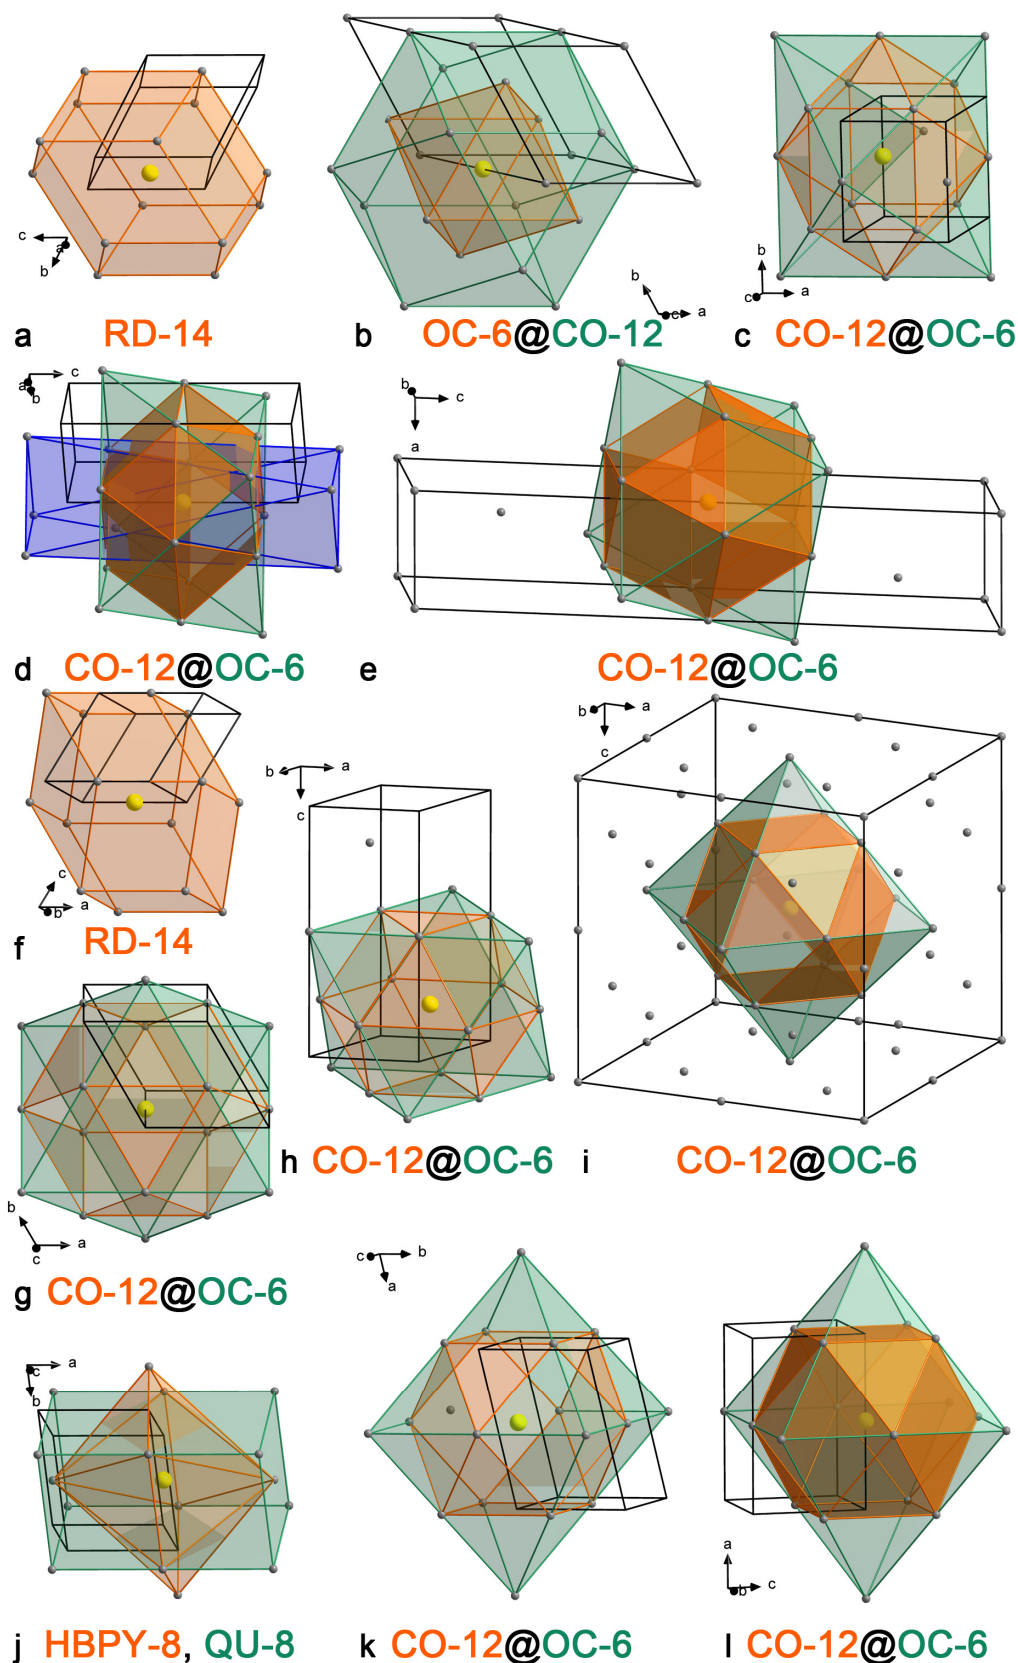 c
a
b
a RD-14
b
c
a
b OC-6@CO-12
b
c
a
c CO-12@OC-6
a
c
b
d CO-12@OC-6
b
c
a
e CO-12@OC-6
c
b
a
f RD-14
b
a
c
h CO-12@OC-6
b
a
c
i CO-12@OC-6
b
a
c
g CO-12@OC-6
a
c
b
j HBPY-8, QU-8
c
b
a
k CO-12@OC-6
a
b
c
l CO-12@OC-6